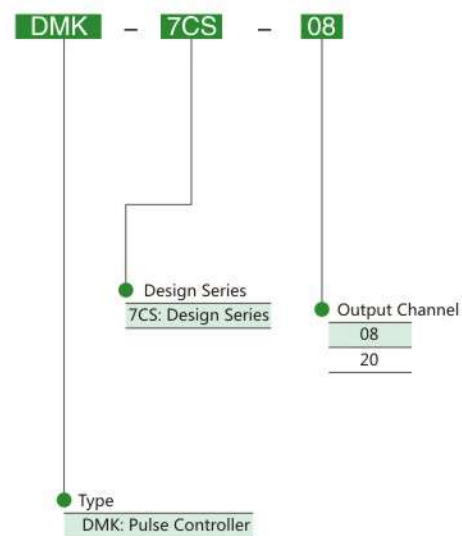 DMK – 7CS – 08
Design Series
7CS: Design Series
Output Channel
08
20
Type
DMK: Pulse Controller